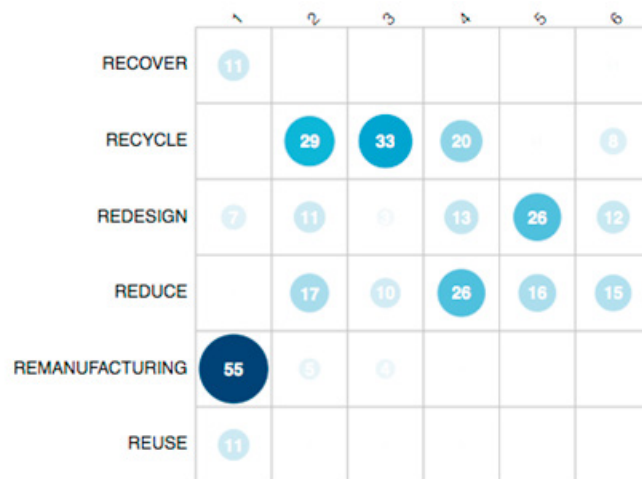 1 2 3 4 5 6
RECOVER 11
RECYCLE 29 33 20 8
REDESIGN 7 11 3 13 26 12
REDUCE 17 10 26 16 15
REMANUFACTURING 55 5 4
REUSE 11